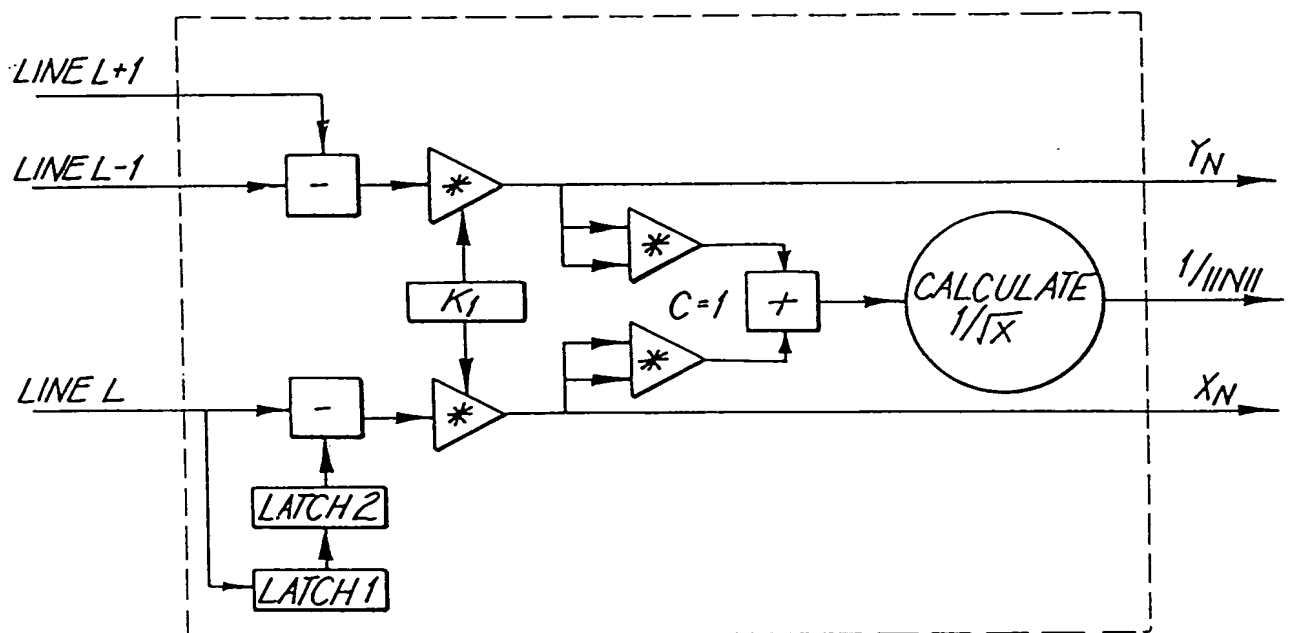 LINE L+1
LINE L-1
-
*
Y_N
*
K1
C=1
+
CALCULATE
1/√X
1/||N||
*
LINE L
-
*
X_N
LATCH 2
LATCH 1